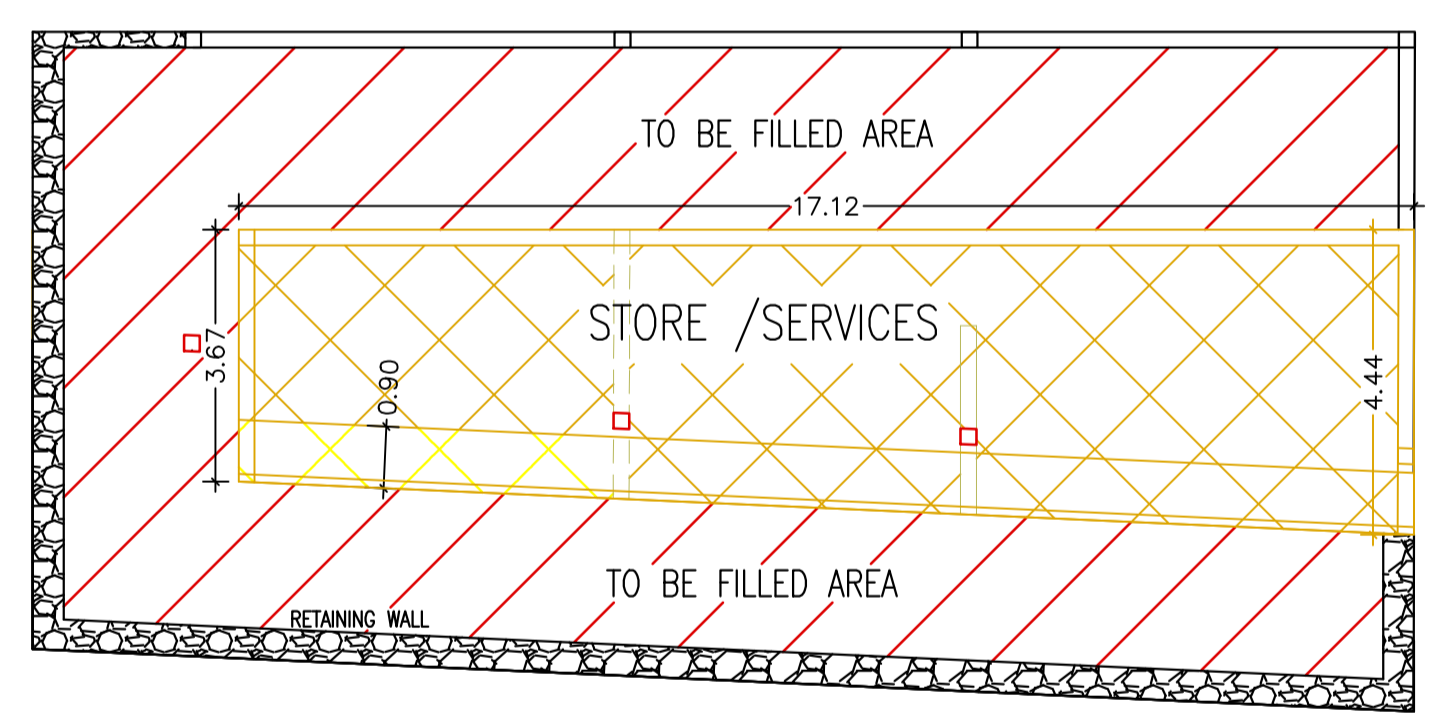 TO BE FILLED AREA
17.12
STORE /SERVICES
3.67
0.90
4.44
TO BE FILLED AREA
RETAINING WALL